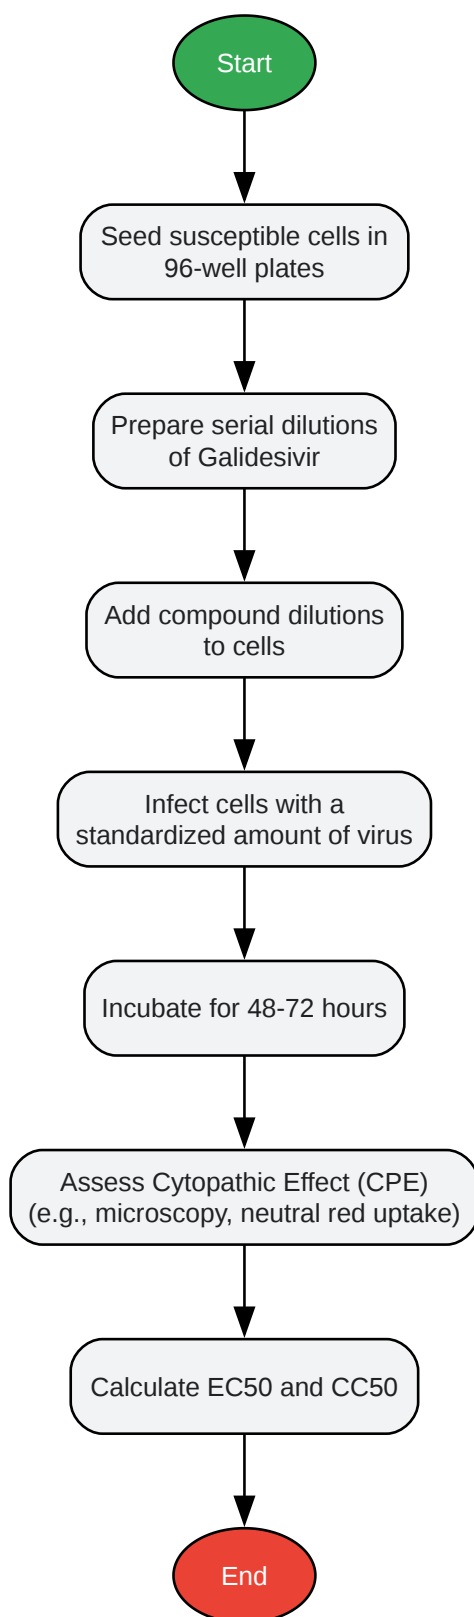 Start
Seed susceptible cells in
96-well plates
Prepare serial dilutions
of Galidesivir
Add compound dilutions
to cells
Infect cells with a
standardized amount of virus
Incubate for 48-72 hours
Assess Cytopathic Effect (CPE)
(e.g., microscopy, neutral red uptake)
Calculate EC50 and CC50
End